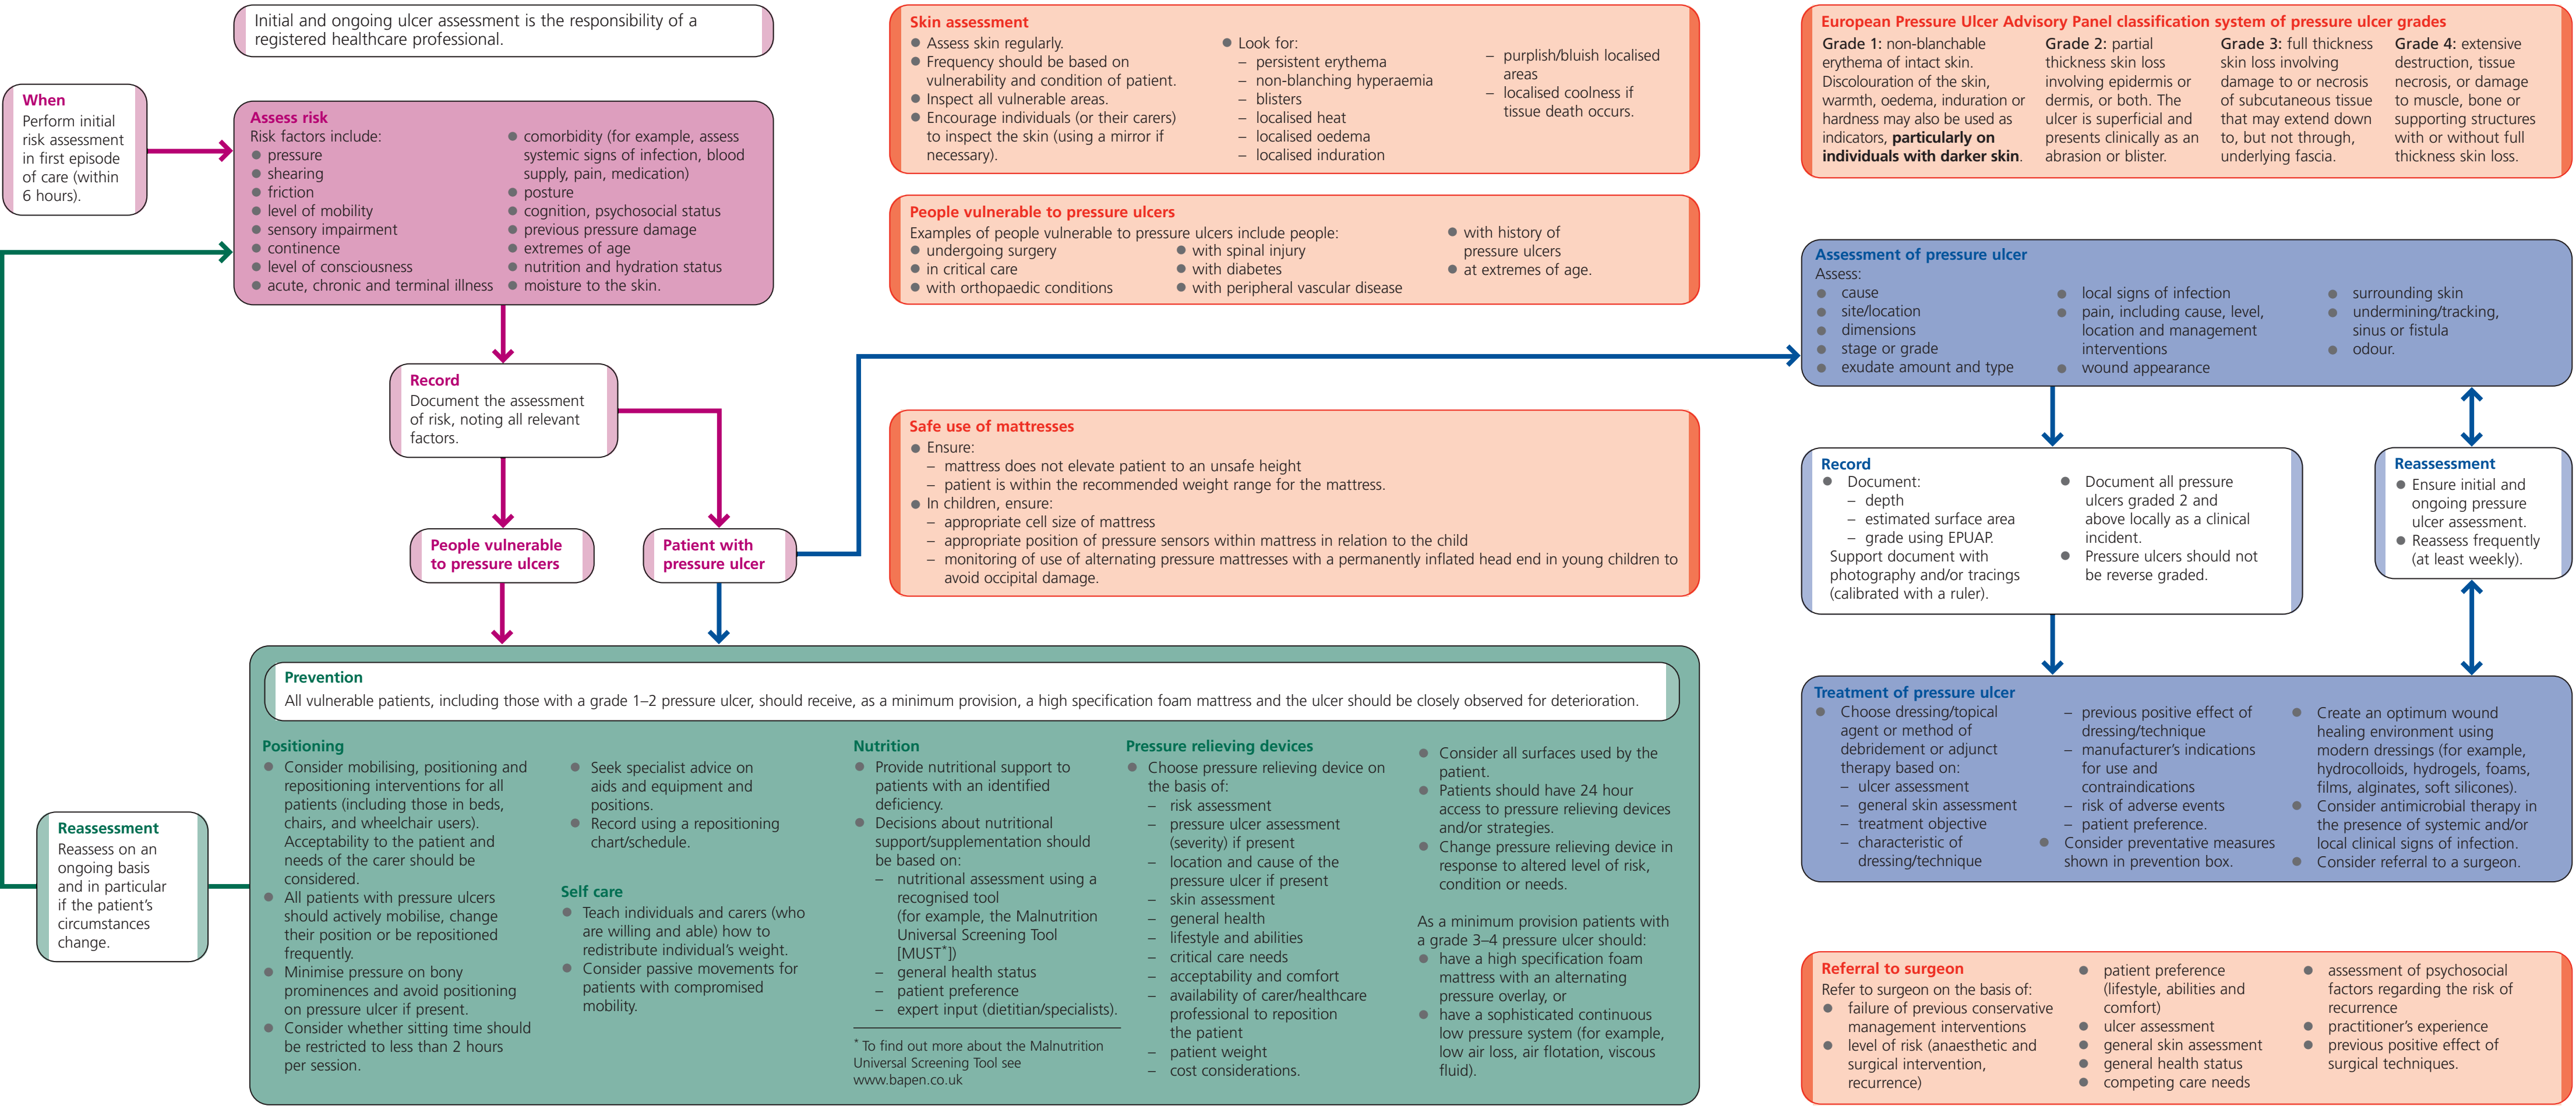 Initial and ongoing ulcer assessment is the responsibility of a
registered healthcare professional.
When
Perform initial
risk assessment
in first episode
of care (within
6 hours).
Assess risk
Risk factors include:
● pressure
● shearing
● friction
● level of mobility
● sensory impairment
● continence
● level of consciousness
● acute, chronic and terminal illness
● comorbidity (for example, assess
systemic signs of infection, blood
supply, pain, medication)
● posture
● cognition, psychosocial status
● previous pressure damage
● extremes of age
● nutrition and hydration status
● moisture to the skin.
Record
Document the assessment
of risk, noting all relevant
factors.
People vulnerable
to pressure ulcers
Patient with
pressure ulcer
Skin assessment
● Assess skin regularly.
● Frequency should be based on
vulnerability and condition of patient.
● Inspect all vulnerable areas.
● Encourage individuals (or their carers)
to inspect the skin (using a mirror if
necessary).
● Look for:
– persistent erythema
– non-blanching hyperaemia
– blisters
– localised heat
– localised oedema
– localised induration
– purplish/bluish localised
areas
– localised coolness if
tissue death occurs.
People vulnerable to pressure ulcers
Examples of people vulnerable to pressure ulcers include people:
● undergoing surgery
● in critical care
● with orthopaedic conditions
● with spinal injury
● with diabetes
● with peripheral vascular disease
● with history of
pressure ulcers
● at extremes of age.
Safe use of mattresses
● Ensure:
– mattress does not elevate patient to an unsafe height
– patient is within the recommended weight range for the mattress.
● In children, ensure:
– appropriate cell size of mattress
– appropriate position of pressure sensors within mattress in relation to the child
– monitoring of use of alternating pressure mattresses with a permanently inflated head end in young children to
avoid occipital damage.
European Pressure Ulcer Advisory Panel classification system of pressure ulcer grades
Grade 1: non-blanchable
erythema of intact skin.
Discolouration of the skin,
warmth, oedema, induration or
hardness may also be used as
indicators, particularly on
individuals with darker skin.
Grade 2: partial
thickness skin loss
involving epidermis or
dermis, or both. The
ulcer is superficial and
presents clinically as an
abrasion or blister.
Grade 3: full thickness
skin loss involving
damage to or necrosis
of subcutaneous tissue
that may extend down
to, but not through,
underlying fascia.
Grade 4: extensive
destruction, tissue
necrosis, or damage
to muscle, bone or
supporting structures
with or without full
thickness skin loss.
Assessment of pressure ulcer
Assess:
● cause
● site/location
● dimensions
● stage or grade
● exudate amount and type
● local signs of infection
● pain, including cause, level,
location and management
interventions
● wound appearance
● surrounding skin
● undermining/tracking,
sinus or fistula
● odour.
Record
● Document:
– depth
– estimated surface area
– grade using EPUAP.
Support document with
photography and/or tracings
(calibrated with a ruler).
● Document all pressure
ulcers graded 2 and
above locally as a clinical
incident.
● Pressure ulcers should not
be reverse graded.
Reassessment
● Ensure initial and
ongoing pressure
ulcer assessment.
● Reassess frequently
(at least weekly).
Treatment of pressure ulcer
● Choose dressing/topical
agent or method of
debridement or adjunct
therapy based on:
– ulcer assessment
– general skin assessment
– treatment objective
– characteristic of
dressing/technique
– previous positive effect of
dressing/technique
– manufacturer's indications
for use and
contraindications
– risk of adverse events
– patient preference.
● Consider preventative measures
shown in prevention box.
● Create an optimum wound
healing environment using
modern dressings (for example,
hydrocolloids, hydrogels, foams,
films, alginates, soft silicones).
● Consider antimicrobial therapy in
the presence of systemic and/or
local clinical signs of infection.
● Consider referral to a surgeon.
Referral to surgeon
Refer to surgeon on the basis of:
● failure of previous conservative
management interventions
● level of risk (anaesthetic and
surgical intervention,
recurrence)
● patient preference
(lifestyle, abilities and
comfort)
● ulcer assessment
● general skin assessment
● general health status
● competing care needs
● assessment of psychosocial
factors regarding the risk of
recurrence
● practitioner's experience
● previous positive effect of
surgical techniques.
Reassessment
Reassess on an
ongoing basis
and in particular
if the patient's
circumstances
change.
Prevention
All vulnerable patients, including those with a grade 1–2 pressure ulcer, should receive, as a minimum provision, a high specification foam mattress and the ulcer should be closely observed for deterioration.
Positioning
● Consider mobilising, positioning and
repositioning interventions for all
patients (including those in beds,
chairs, and wheelchair users).
Acceptability to the patient and
needs of the carer should be
considered.
● All patients with pressure ulcers
should actively mobilise, change
their position or be repositioned
frequently.
● Minimise pressure on bony
prominences and avoid positioning
on pressure ulcer if present.
● Consider whether sitting time should
be restricted to less than 2 hours
per session.
● Seek specialist advice on
aids and equipment and
positions.
● Record using a repositioning
chart/schedule.
Self care
● Teach individuals and carers (who
are willing and able) how to
redistribute individual's weight.
● Consider passive movements for
patients with compromised
mobility.
Nutrition
● Provide nutritional support to
patients with an identified
deficiency.
● Decisions about nutritional
support/supplementation should
be based on:
– nutritional assessment using a
recognised tool
(for example, the Malnutrition
Universal Screening Tool
[MUST*])
– general health status
– patient preference
– expert input (dietitian/specialists).
* To find out more about the Malnutrition
Universal Screening Tool see
www.bapen.co.uk
Pressure relieving devices
● Choose pressure relieving device on
the basis of:
– risk assessment
– pressure ulcer assessment
(severity) if present
– location and cause of the
pressure ulcer if present
– skin assessment
– general health
– lifestyle and abilities
– critical care needs
– acceptability and comfort
– availability of carer/healthcare
professional to reposition
the patient
– patient weight
– cost considerations.
● Consider all surfaces used by the
patient.
● Patients should have 24 hour
access to pressure relieving devices
and/or strategies.
● Change pressure relieving device in
response to altered level of risk,
condition or needs.
As a minimum provision patients with
a grade 3–4 pressure ulcer should:
● have a high specification foam
mattress with an alternating
pressure overlay, or
● have a sophisticated continuous
low pressure system (for example,
low air loss, air flotation, viscous
fluid).